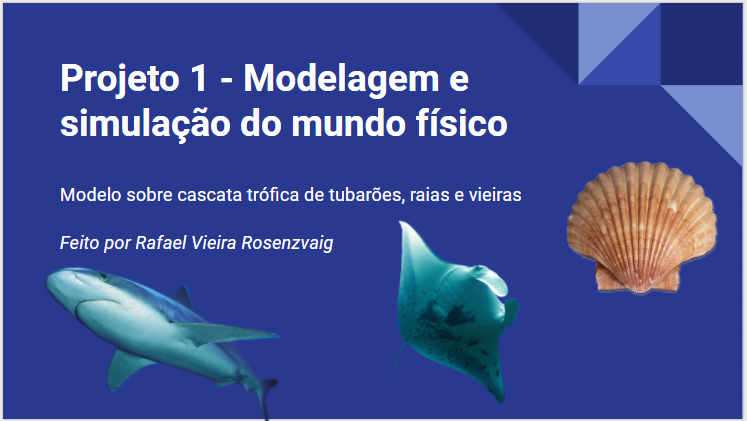 Projeto 1 - Modelagem e
simulação do mundo físico
Modelo sobre cascata trófica de tubarões, raias e vieiras
Feito por Rafael Vieira Rosenzvaig